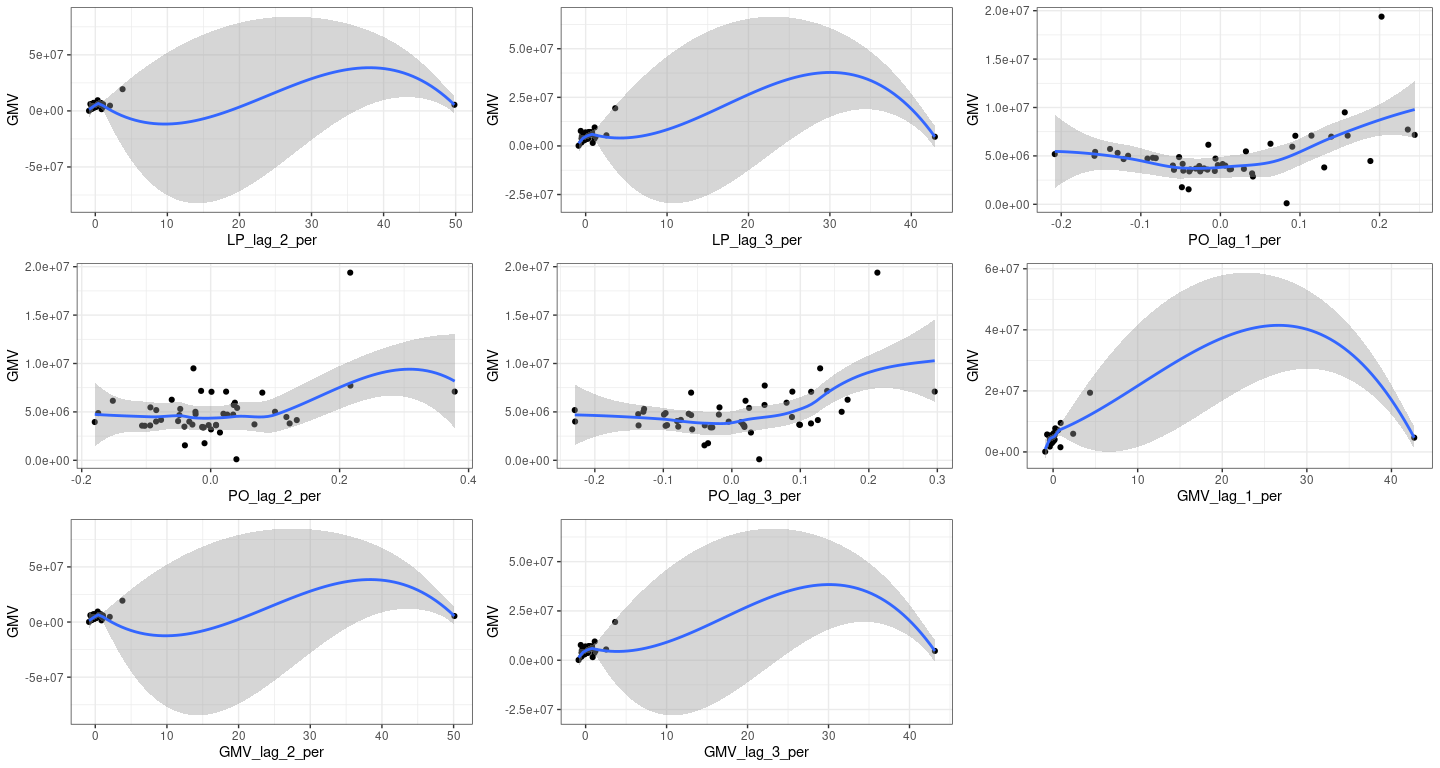 GMV
5e+07
0e+00
-5e+07
0 10 20 30 40 50
LP_lag_2_per
GMV
5.0e+07
2.5e+07
0.0e+00
-2.5e+07
0 10 20 30 40
LP_lag_3_per
GMV
2.0e+07
1.5e+07
1.0e+07
5.0e+06
0.0e+00
-0.2 -0.1 0.0 0.1 0.2
PO_lag_1_per
GMV
2.0e+07
1.5e+07
1.0e+07
5.0e+06
0.0e+00
-0.2 0.0 0.2 0.4
PO_lag_2_per
GMV
2.0e+07
1.5e+07
1.0e+07
5.0e+06
0.0e+00
-0.2 -0.1 0.0 0.1 0.2 0.3
PO_lag_3_per
GMV
6e+07
4e+07
2e+07
0e+00
0 10 20 30 40
GMV_lag_1_per
GMV
5e+07
0e+00
-5e+07
0 10 20 30 40 50
GMV_lag_2_per
GMV
5.0e+07
2.5e+07
0.0e+00
-2.5e+07
0 10 20 30 40
GMV_lag_3_per